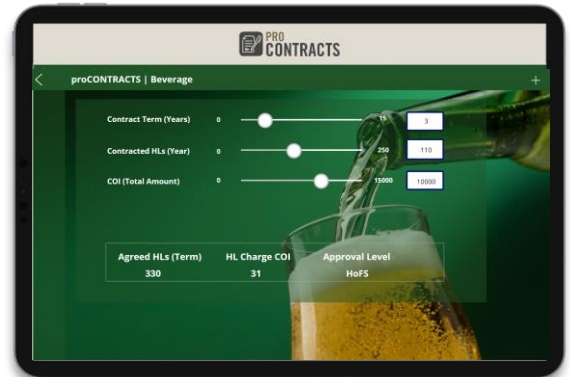 PRO
CONTRACTS
proCONTRACTS | Beverage
Contract Term (Years) 0 15 3
Contracted HLs (Year) 0 250 110
COI (Total Amount) 0 15000 10000
Agreed HLs (Term) HL Charge COI Approval Level
330 31 HoFS